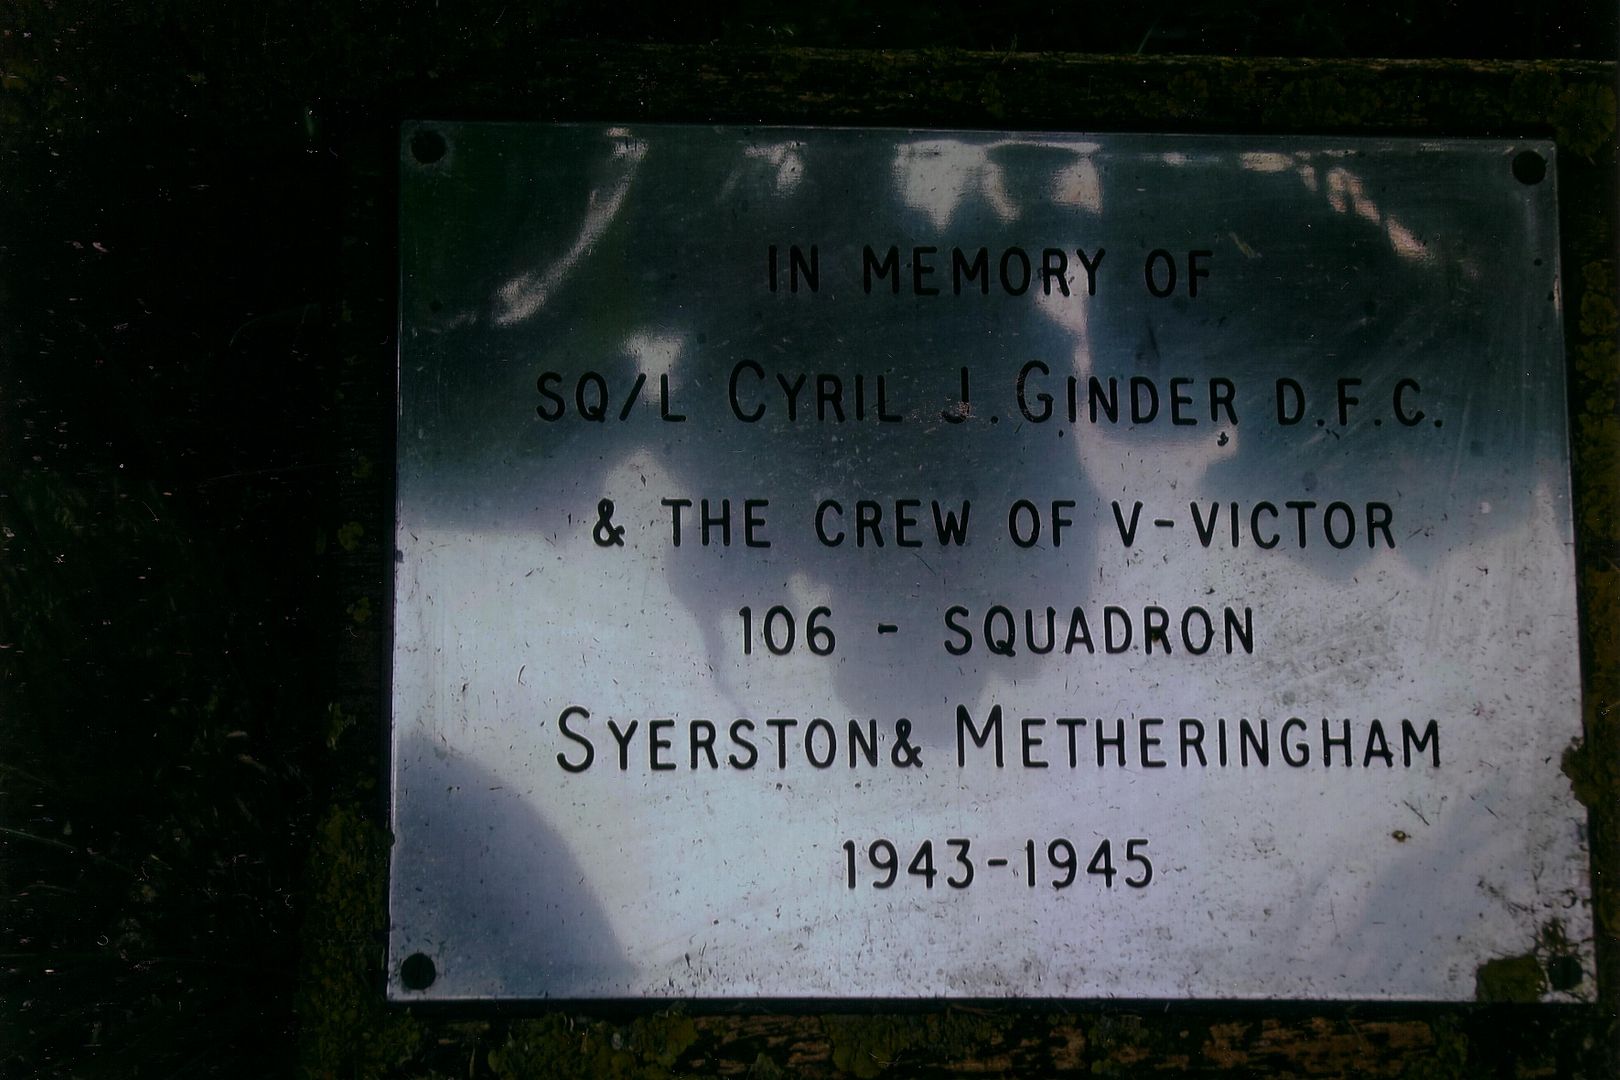 IN MEMORY OF
SQ/L CYRIL J. GINDER D.F.C.
& THE CREW OF V-VICTOR
106 - SQUADRON
SYERSTON & METHERINGHAM
1943-1945